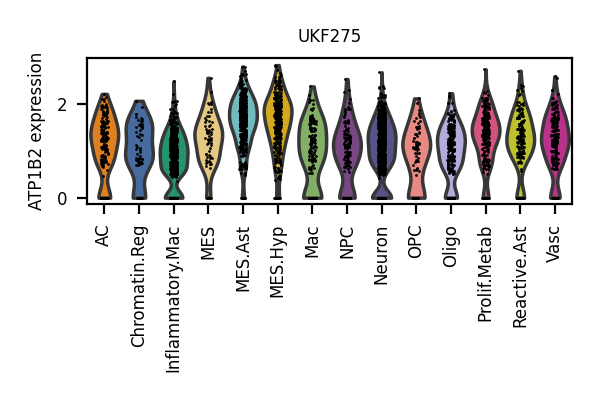 UKF275
ATP1B2 expression
2
0
AC
Chromatin.Reg
Inflammatory.Mac
MES
MES.Ast
MES.Hyp
Mac
NPC
Neuron
OPC
Oligo
Prolif.Metab
Reactive.Ast
Vasc